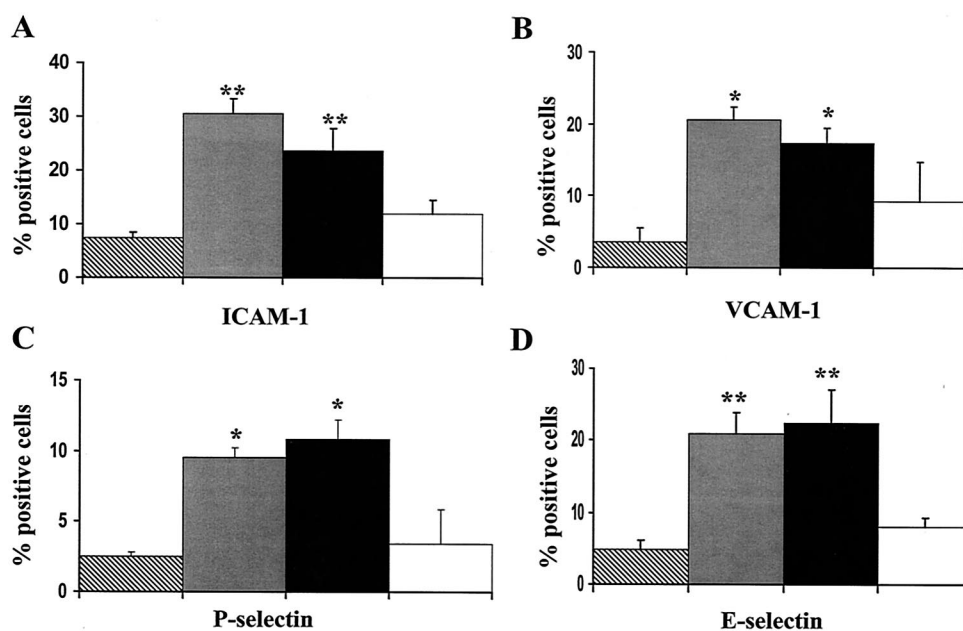 A
% positive cells
40
30
20
10
0
**
**
ICAM-1
B
% positive cells
30
20
10
0
*
*
VCAM-1
C
% positive cells
15
10
5
0
*
*
P-selectin
D
% positive cells
30
20
10
0
**
**
E-selectin